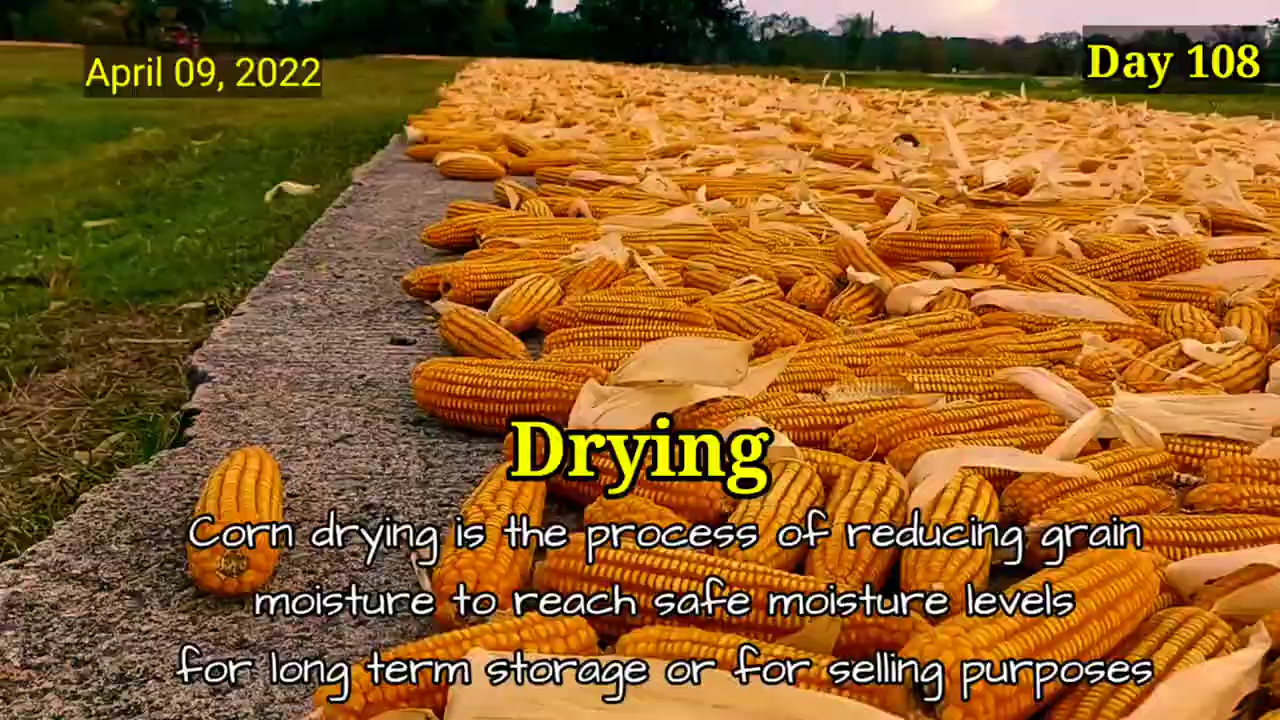 April 09, 2022
Day 108
Drying
Corn drying is the process of reducing grain
moisture to reach safe moisture levels
for long term storage or for selling purposes